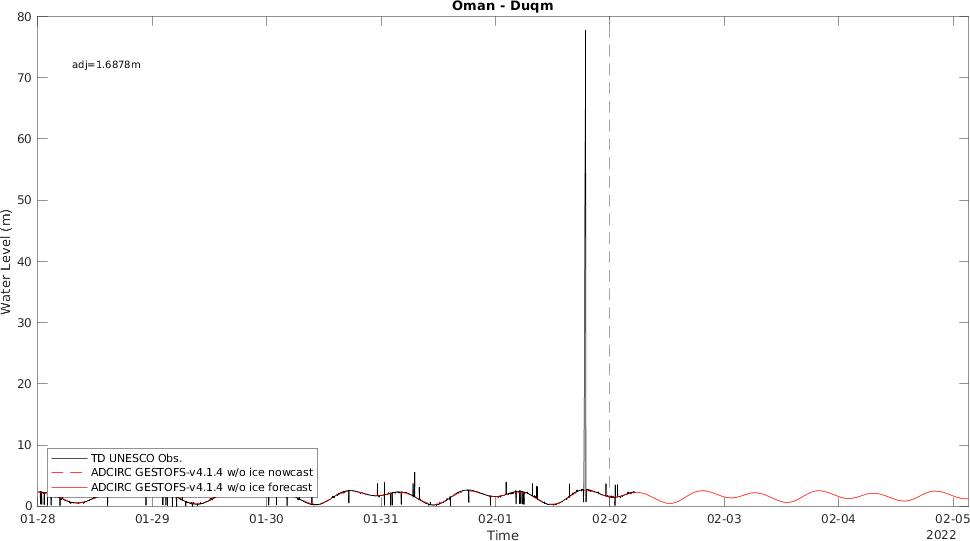 Oman - Duqm
80
70
60
50
40
30
20
10
0
adj=1.6878m
Water Level (m)
TD UNESCO Obs.
ADCIRC GESTOFS-v4.1.4 w/o ice nowcast
ADCIRC GESTOFS-v4.1.4 w/o ice forecast
01-28 01-29 01-30 01-31 02-01 02-02 02-03 02-04 02-05
Time
2022